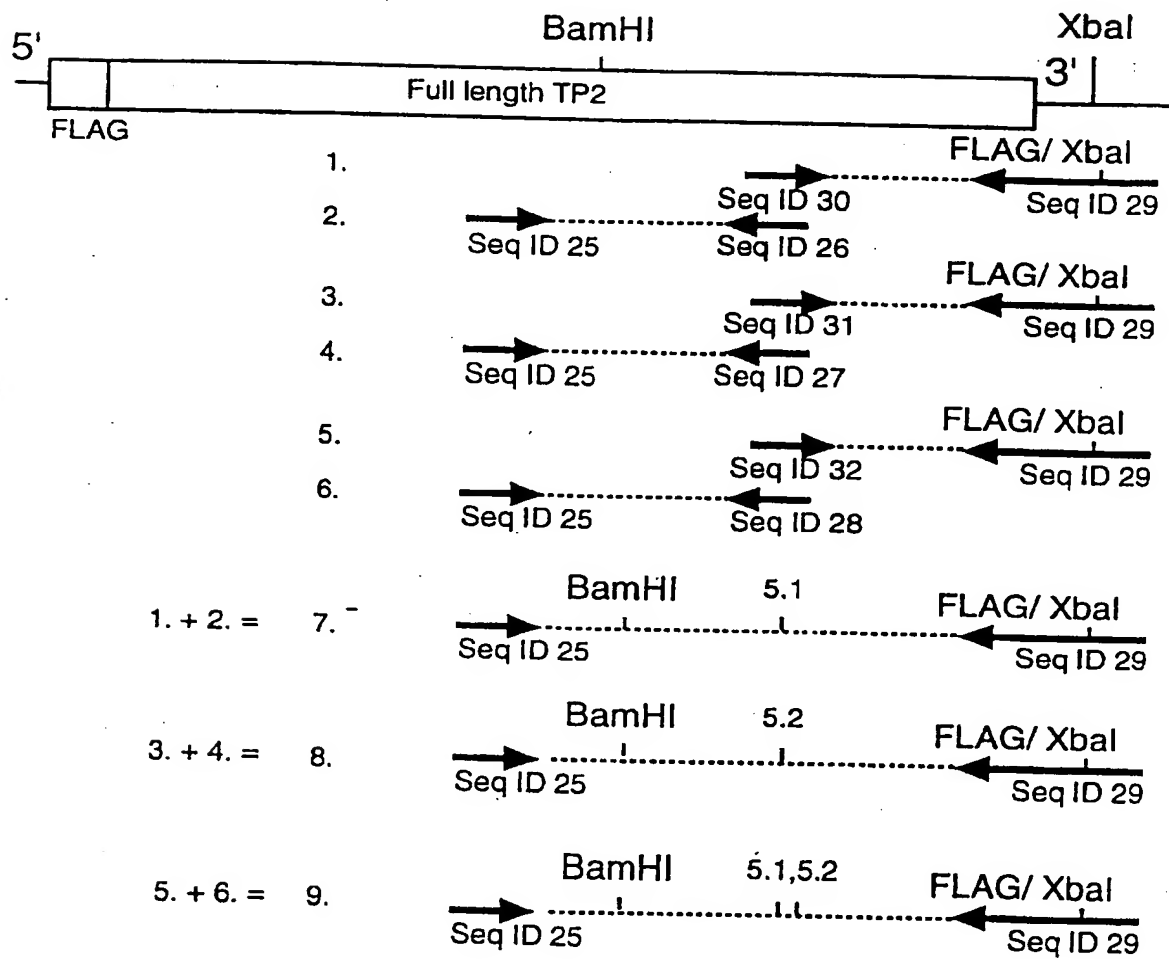 BamHI
XbaI
5'
3'
Full length TP2
FLAG
1.
FLAG/ XbaI
Seq ID 30
Seq ID 29
2.
Seq ID 25
Seq ID 26
3.
FLAG/ XbaI
Seq ID 31
Seq ID 29
4.
Seq ID 25
Seq ID 27
5.
FLAG/ XbaI
Seq ID 32
Seq ID 29
6.
Seq ID 25
Seq ID 28
1. + 2. = 7.
BamHI 5.1 FLAG/ XbaI
Seq ID 25 Seq ID 29
3. + 4. = 8.
BamHI 5.2 FLAG/ XbaI
Seq ID 25 Seq ID 29
5. + 6. = 9.
BamHI 5.1,5.2 FLAG/ XbaI
Seq ID 25 Seq ID 29